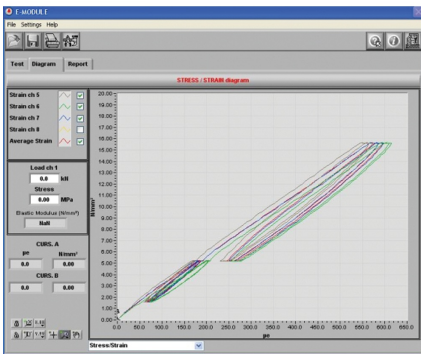 E-MODULE
File Settings Help
Test Diagram Report
STRESS / STRAIN diagram
Strain ch 5
Strain ch 6
Strain ch 7
Strain ch 8
Average Strain
Load ch 1
0.0 kN
Stress
0.00 MPa
Elastic Modulus (N/mm²)
NaN
CURS. A
µe N/mm²
0.0 0.00
CURS. B
0.0 0.00
N/mm²
20.00
19.00
18.00
17.00
16.00
15.00
14.00
13.00
12.00
11.00
10.00
9.00
8.00
7.00
6.00
5.00
4.00
3.00
2.00
1.00
0.00
0.0 50.0 100.0 150.0 200.0 250.0 300.0 350.0 400.0 450.0 500.0 550.0 600.0 650.0
µe
Stress/Strain